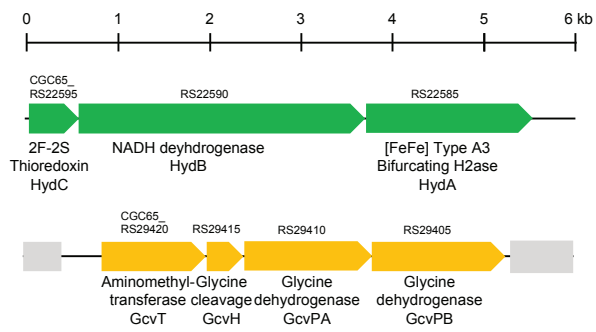 0 1 2 3 4 5 6 kb
CGC65_
RS22595 RS22590 RS22585
2F-2S NADH deyhdrogenase [FeFe] Type A3
Thioredoxin HydB Bifurcating H2ase
HydC HydA
CGC65_
RS29420 RS29415 RS29410 RS29405
Aminomethyl- Glycine Glycine Glycine
transferase cleavage dehydrogenase dehydrogenase
GcvT GcvH GcvPA GcvPB